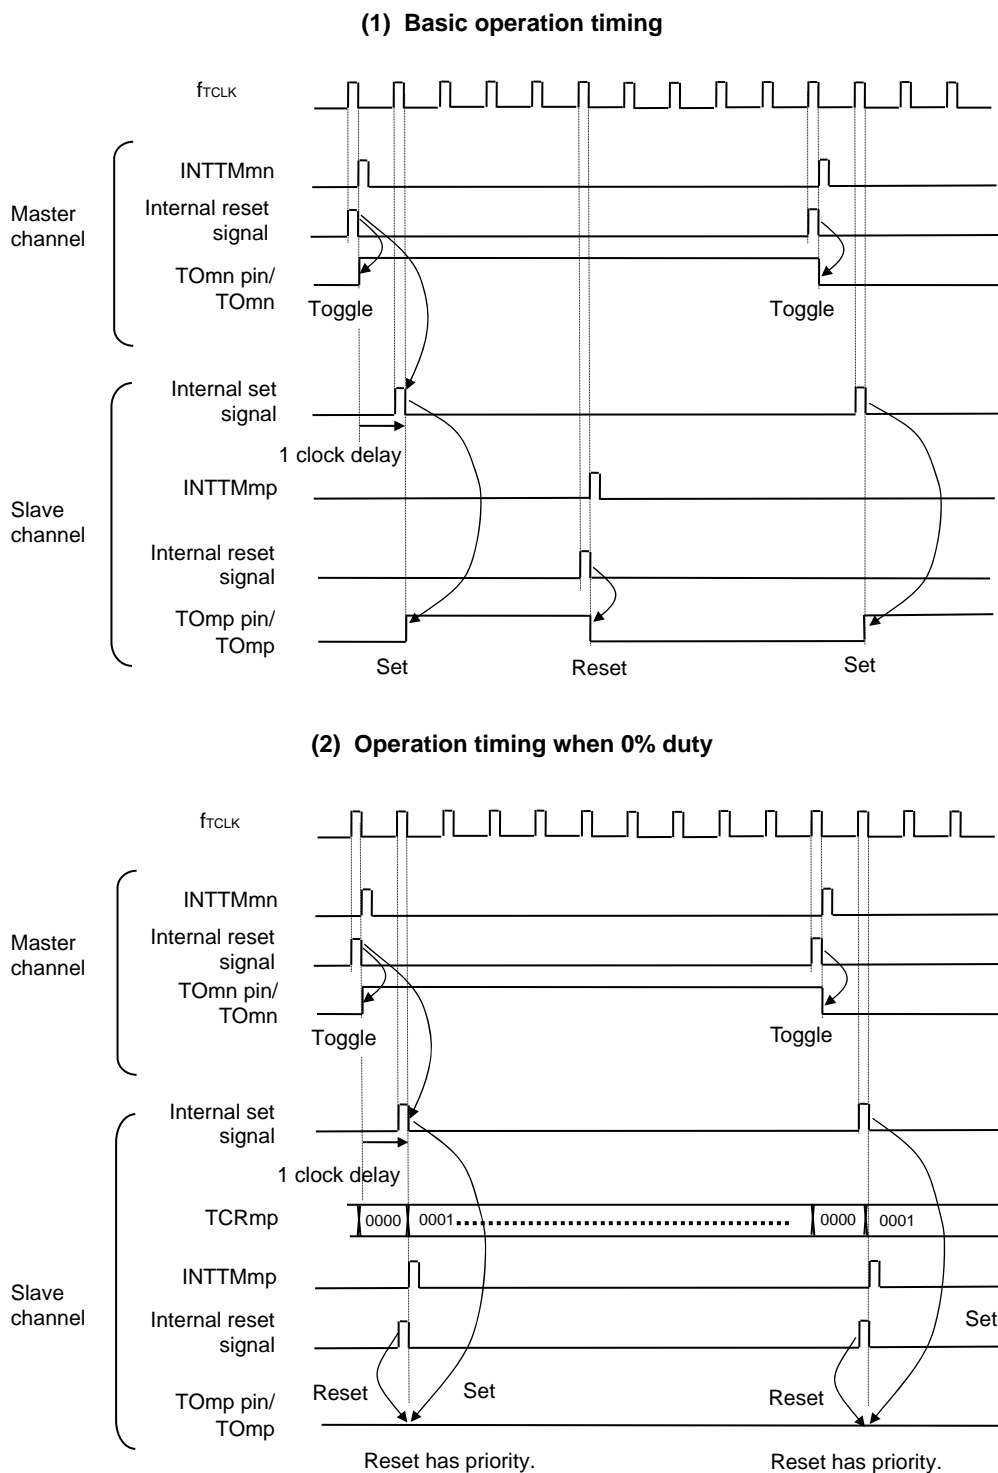 (1) Basic operation timing
fTCLK
INTTMmn
Internal reset
signal
Master
channel
TOmn pin/
TOmn
Toggle
Toggle
Internal set
signal
1 clock delay
INTTMmp
Slave
channel
Internal reset
signal
TOmp pin/
TOmp
Set
Reset
Set
(2) Operation timing when 0% duty
fTCLK
INTTMmn
Master
channel
Internal reset
signal
TOmn pin/
TOmn
Toggle
Toggle
Internal set
signal
1 clock delay
TCRmp
0000
0001
0000
0001
INTTMmp
Slave
channel
Internal reset
signal
Set
Reset
Set
Reset
TOmp pin/
TOmp
Reset has priority.
Reset has priority.